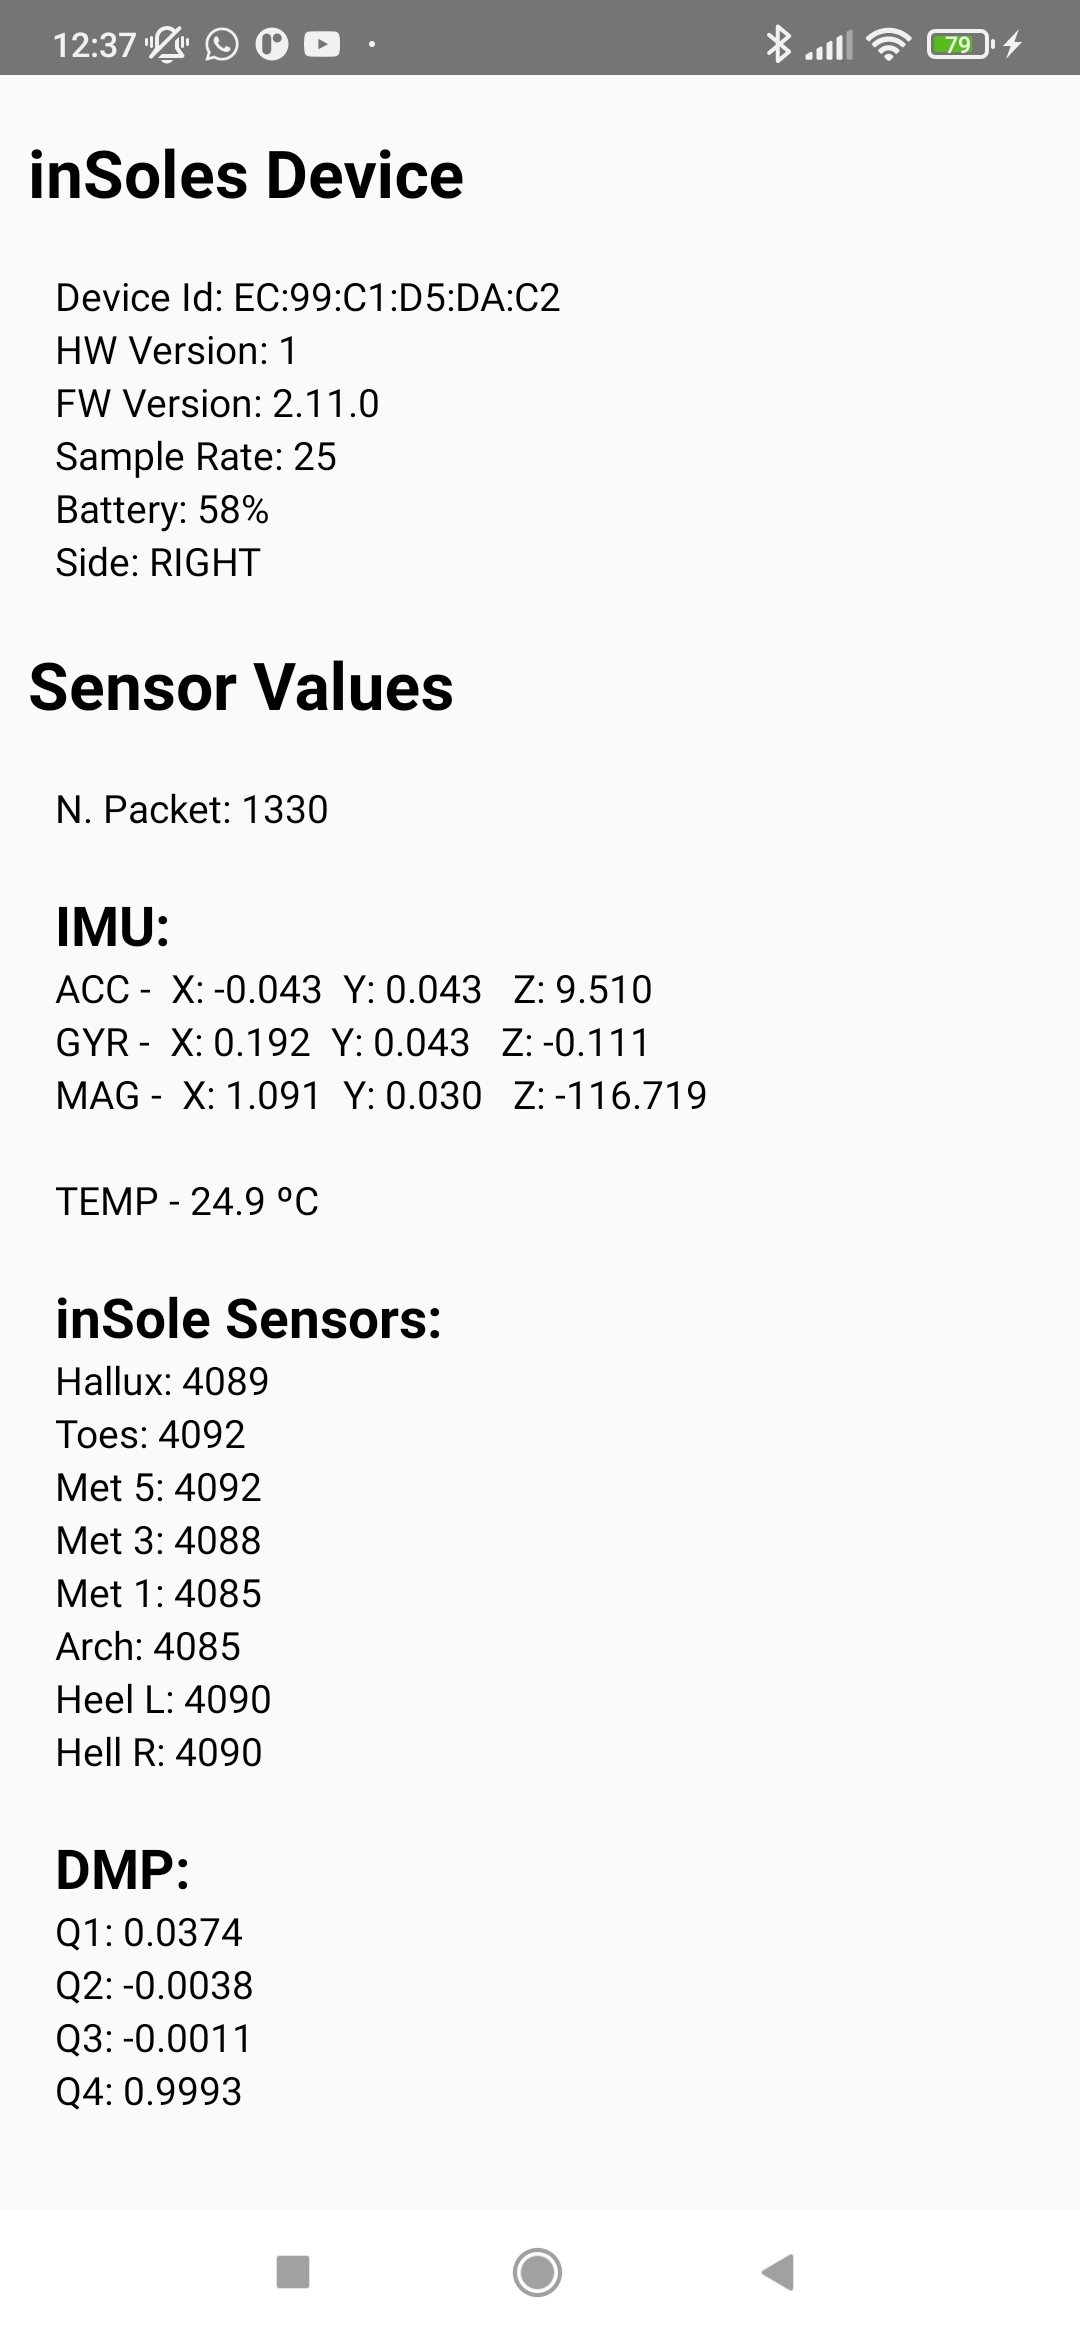 12:37
79
inSoles Device
Device Id: EC:99:C1:D5:DA:C2
HW Version: 1
FW Version: 2.11.0
Sample Rate: 25
Battery: 58%
Side: RIGHT
Sensor Values
N. Packet: 1330
IMU:
ACC -  X: -0.043  Y: 0.043   Z: 9.510
GYR -  X: 0.192  Y: 0.043   Z: -0.111
MAG -  X: 1.091  Y: 0.030   Z: -116.719
TEMP - 24.9 ºC
inSole Sensors:
Hallux: 4089
Toes: 4092
Met 5: 4092
Met 3: 4088
Met 1: 4085
Arch: 4085
Heel L: 4090
Hell R: 4090
DMP:
Q1: 0.0374
Q2: -0.0038
Q3: -0.0011
Q4: 0.9993